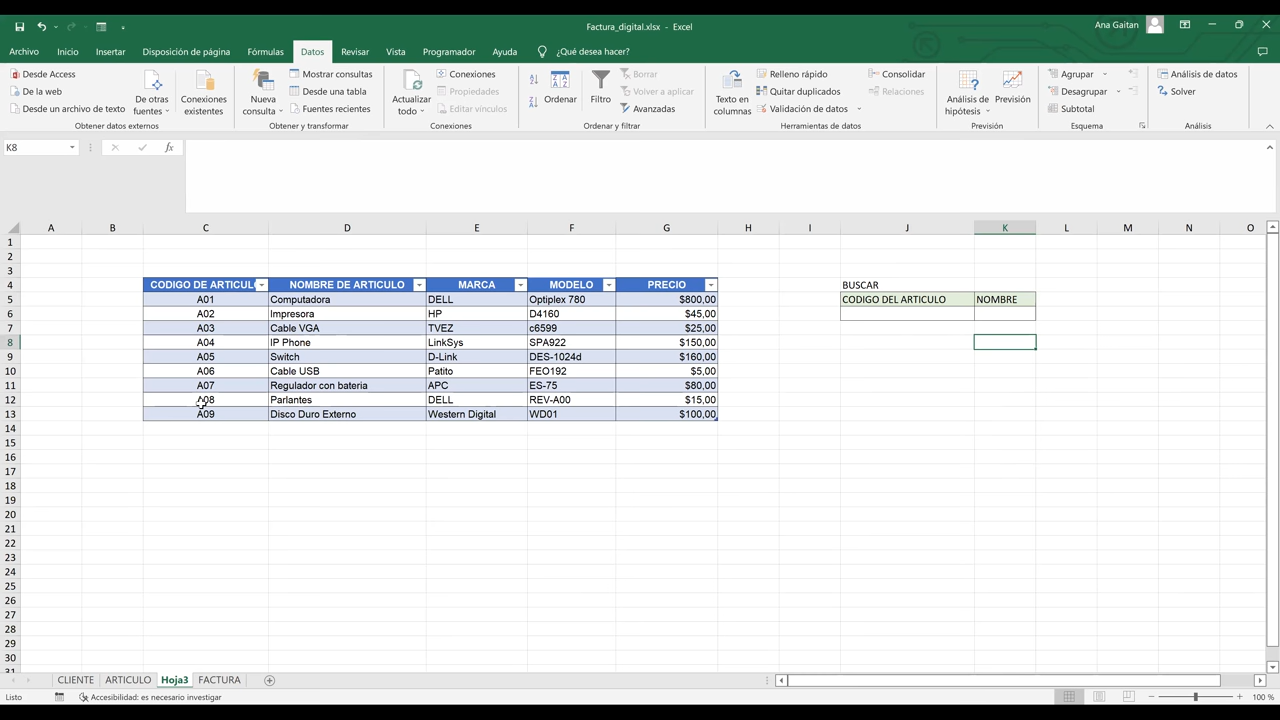 Factura_digital.xlsx - Excel
Ana Gaitan
Archivo Inicio Insertar Disposición de página Fórmulas Datos Revisar Vista Programador Ayuda ¿Qué desea hacer?
Desde Access
De la web
Desde un archivo de texto
De otras fuentes
Conexiones existentes
Obtener datos externos
Nueva consulta
Mostrar consultas
Desde una tabla
Fuentes recientes
Obtener y transformar
Actualizar todo
Conexiones
Propiedades
Editar vínculos
Conexiones
Ordenar
Filtro
Borrar
Volver a aplicar
Avanzadas
Ordenar y filtrar
Texto en columnas
Relleno rápido
Quitar duplicados
Validación de datos
Consolidar
Relaciones
Herramientas de datos
Análisis de hipótesis
Previsión
Previsión
Agrupar
Desagrupar
Subtotal
Esquema
Análisis de datos
Solver
Análisis
K8 fx
A B C D E F G H I J K L M N O
1
2
3
4 CODIGO DE ARTICUL NOMBRE DE ARTICULO MARCA MODELO PRECIO BUSCAR
5 A01 Computadora DELL Optiplex 780 $800,00 CODIGO DEL ARTICULO NOMBRE
6 A02 Impresora HP D4160 $45,00
7 A03 Cable VGA TVEZ c6599 $25,00
8 A04 IP Phone LinkSys SPA922 $150,00
9 A05 Switch D-Link DES-1024d $160,00
10 A06 Cable USB Patito FEO192 $5,00
11 A07 Regulador con bateria APC ES-75 $80,00
12 A08 Parlantes DELL REV-A00 $15,00
13 A09 Disco Duro Externo Western Digital WD01 $100,00
14
15
16
17
18
19
20
21
22
23
24
25
26
27
28
29
30
31
CLIENTE ARTICULO Hoja3 FACTURA
Listo Accesibilidad: es necesario investigar 100 %